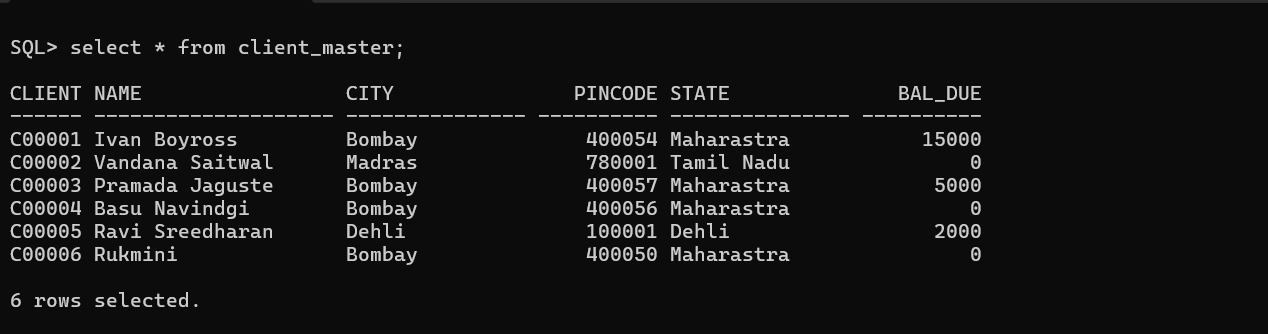 SQL> select * from client_master;
CLIENT NAME                 CITY               PINCODE STATE              BAL_DUE
------ -------------------- --------------- ---------- --------------- ----------
C00001 Ivan Boyross         Bombay              400054 Maharastra           15000
C00002 Vandana Saitwal      Madras              780001 Tamil Nadu               0
C00003 Pramada Jaguste      Bombay              400057 Maharastra            5000
C00004 Basu Navindgi        Bombay              400056 Maharastra               0
C00005 Ravi Sreedharan      Dehli               100001 Dehli                 2000
C00006 Rukmini              Bombay              400050 Maharastra               0
6 rows selected.